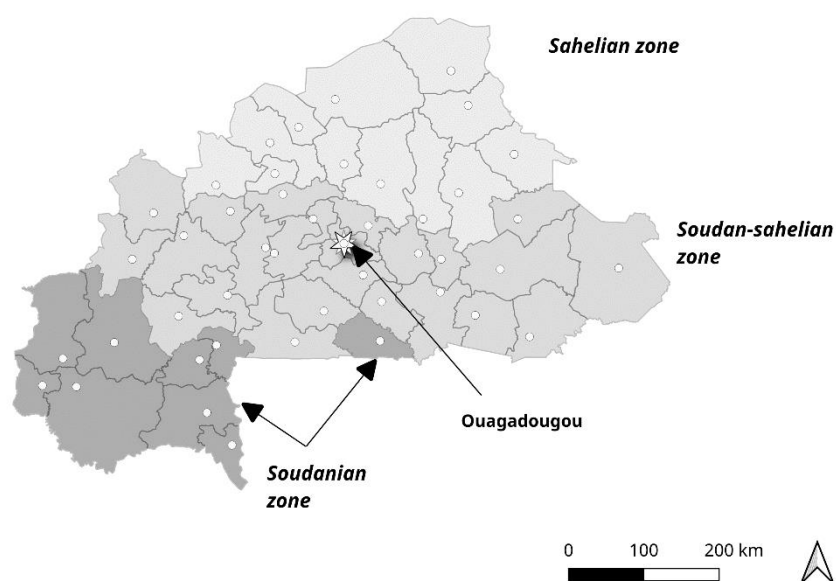 Sahelian zone
Soudan-sahelian
zone
Ouagadougou
Soudanian
zone
0 100 200 km